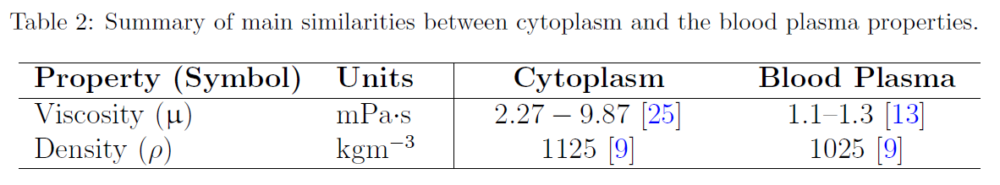 Table 2: Summary of main similarities between cytoplasm and the blood plasma properties.
Property (Symbol) Units Cytoplasm Blood Plasma
Viscosity (μ) mPa·s 2.27 – 9.87 [25] 1.1–1.3 [13]
Density (ρ) kgm⁻³ 1125 [9] 1025 [9]